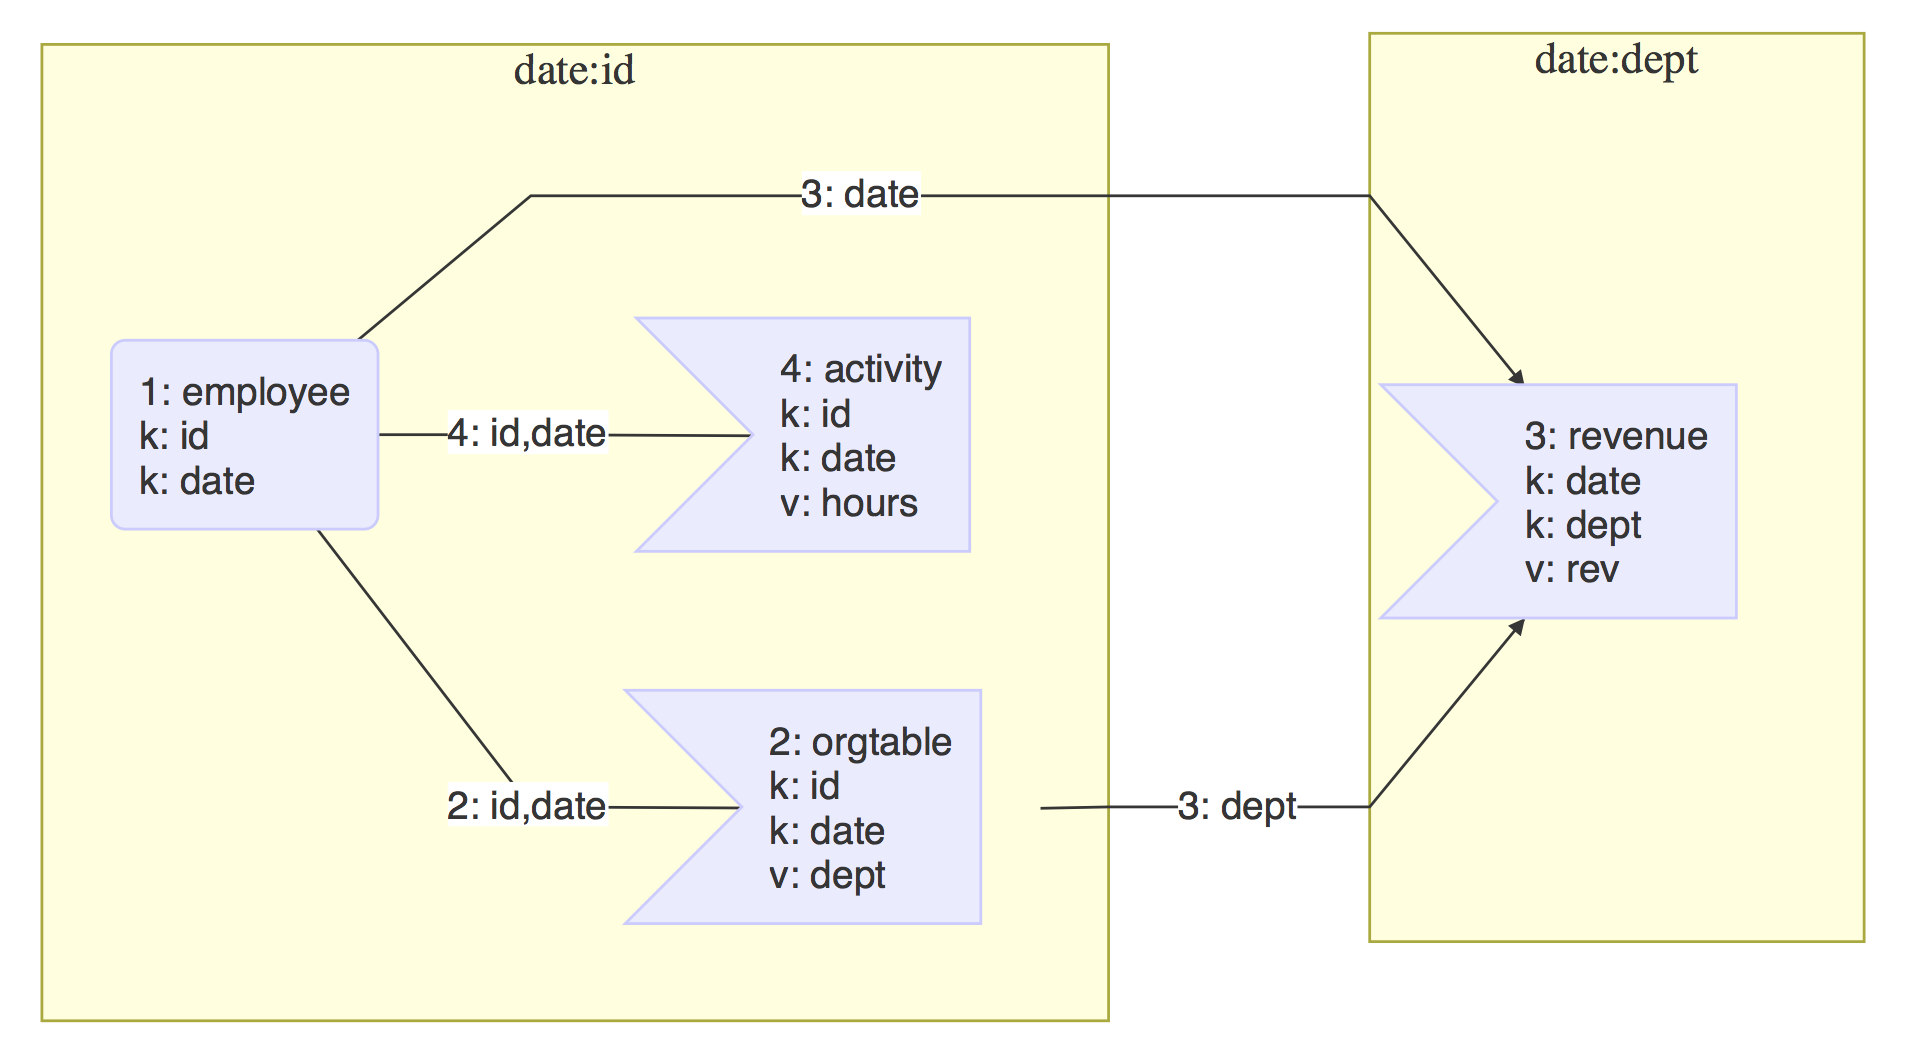 date:id
date:dept
3: date
1: employee
k: id
k: date
4: id,date
4: activity
k: id
k: date
v: hours
3: revenue
k: date
k: dept
v: rev
2: id,date
2: orgtable
k: id
k: date
v: dept
3: dept